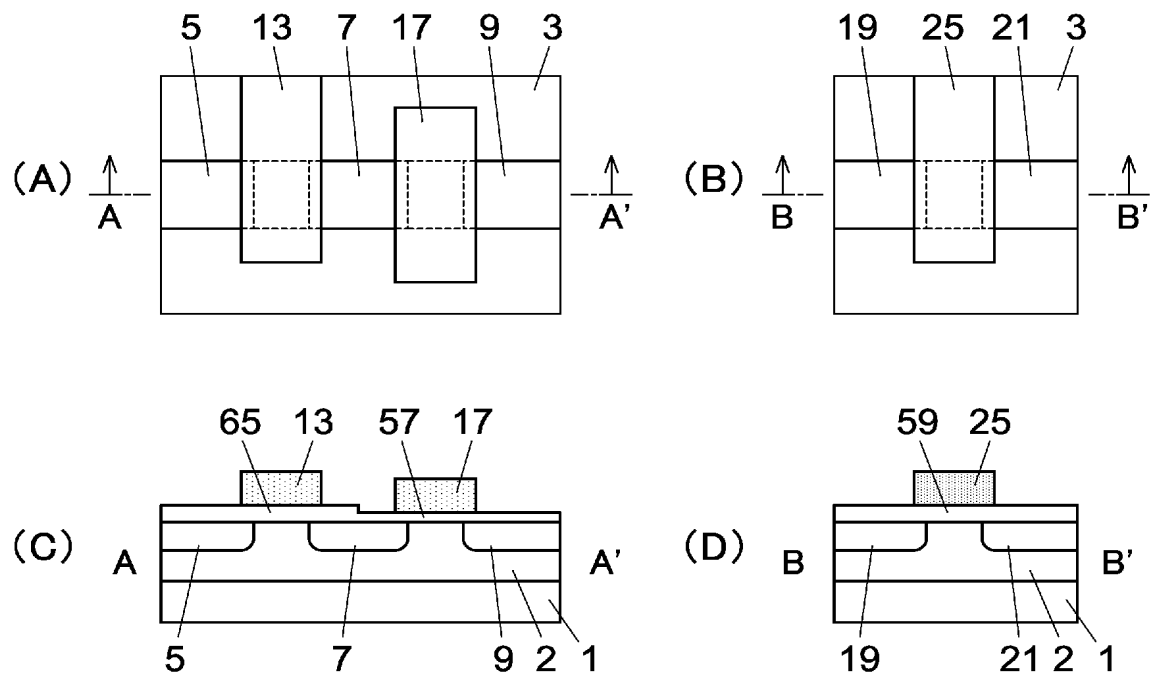 5 13 7 17 9 3
19 25 21 3
(A) A A'
(B) B B'
65 13 57 17
59 25
(C) A A'
(D) B B'
5 7 9 2 1
19 21 2 1